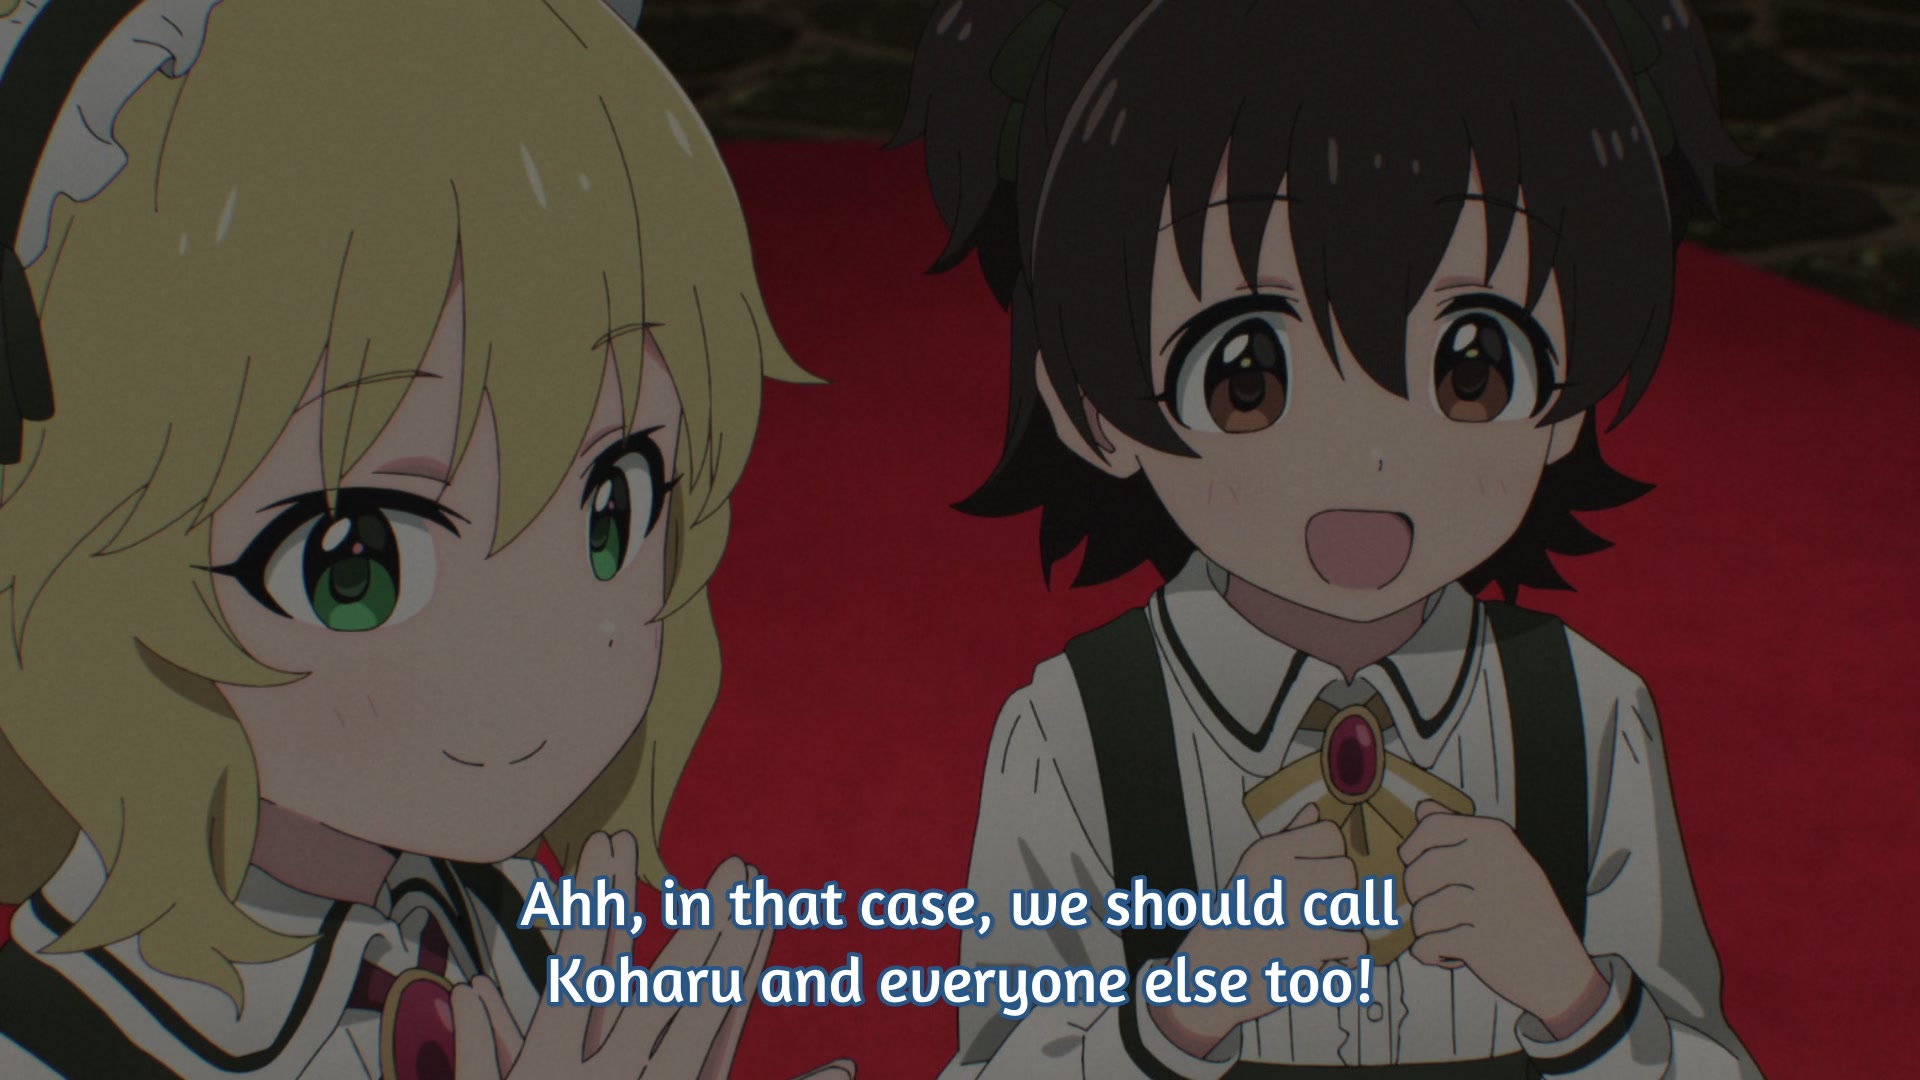 Ahh, in that case, we should call
Koharu and everyone else too!